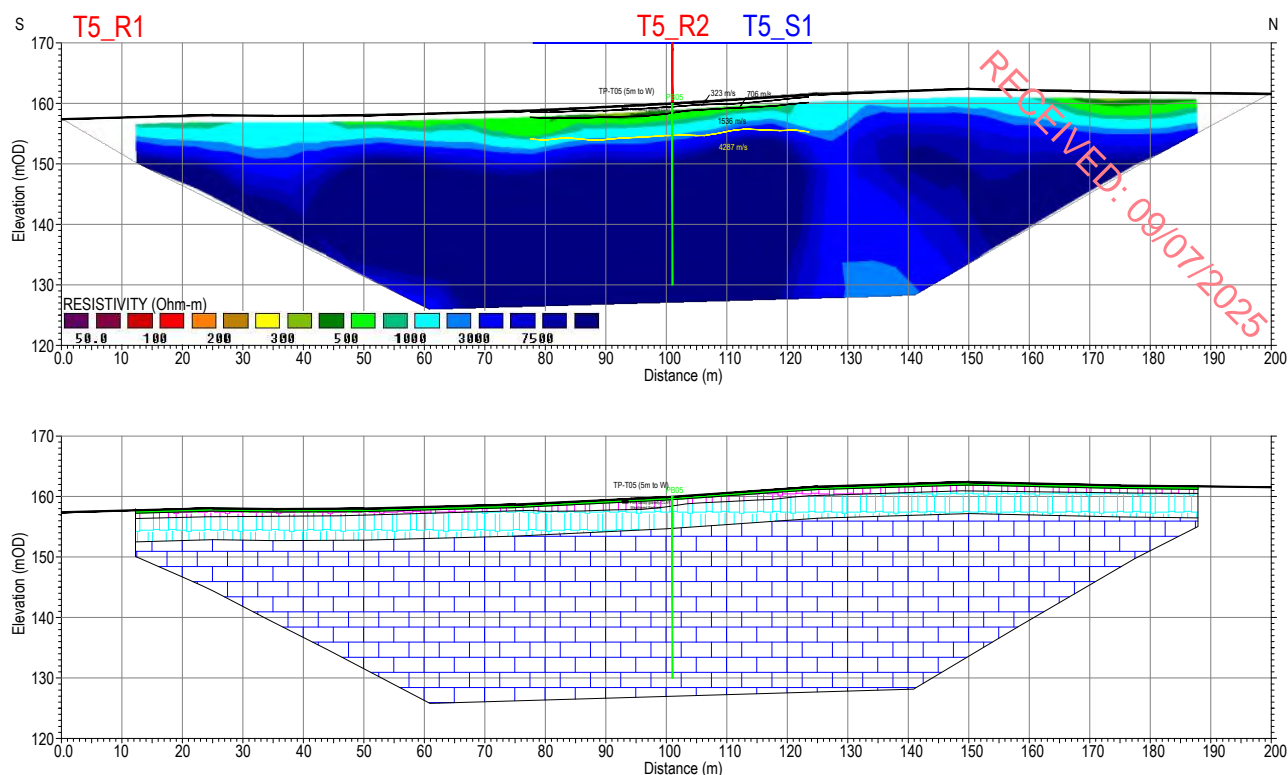 S
T5_R1
T5_R2
T5_S1
N
170
160
150
140
130
120
Elevation (mOD)
TP-T05 (5m to W)
323 m/s
706 m/s
1536 m/s
4287 m/s
RECEIVED: 09/07/2025
RESISTIVITY (Ohm-m)
50.0 100 200 300 500 1000 3000 7500
0.0 10 20 30 40 50 60 70 80 90 100 110 120 130 140 150 160 170 180 190 200
Distance (m)
170
160
150
140
130
120
Elevation (mOD)
TP-T05 (5m to W)
0.0 10 20 30 40 50 60 70 80 90 100 110 120 130 140 150 160 170 180 190 200
Distance (m)